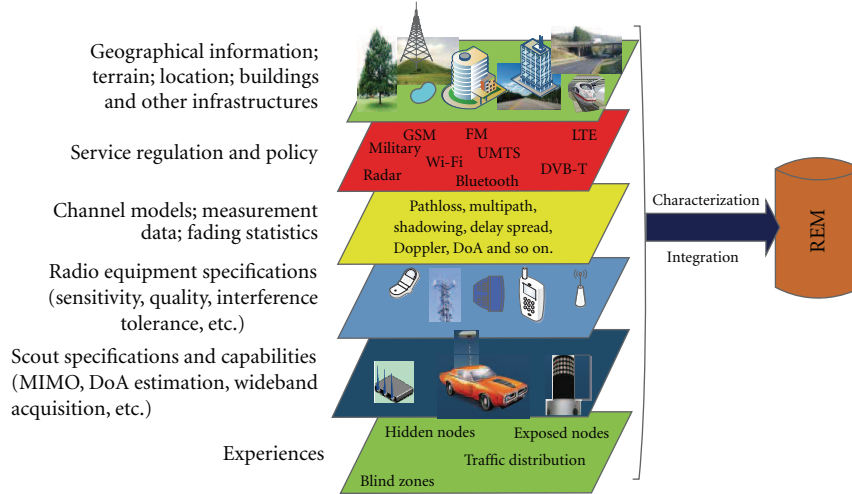 Geographical information;
terrain; location; buildings
and other infrastructures
Service regulation and policy
GSM
FM
LTE
Military
Wi-Fi
UMTS
Radar
Bluetooth
DVB-T
Channel models; measurement
data; fading statistics
Pathloss, multipath,
shadowing, delay spread,
Doppler, DoA and so on.
Radio equipment specifications
(sensitivity, quality, interference
tolerance, etc.)
Scout specifications and capabilities
(MIMO, DoA estimation, wideband
acquisition, etc.)
Experiences
Hidden nodes
Exposed nodes
Traffic distribution
Blind zones
Characterization
Integration
REM